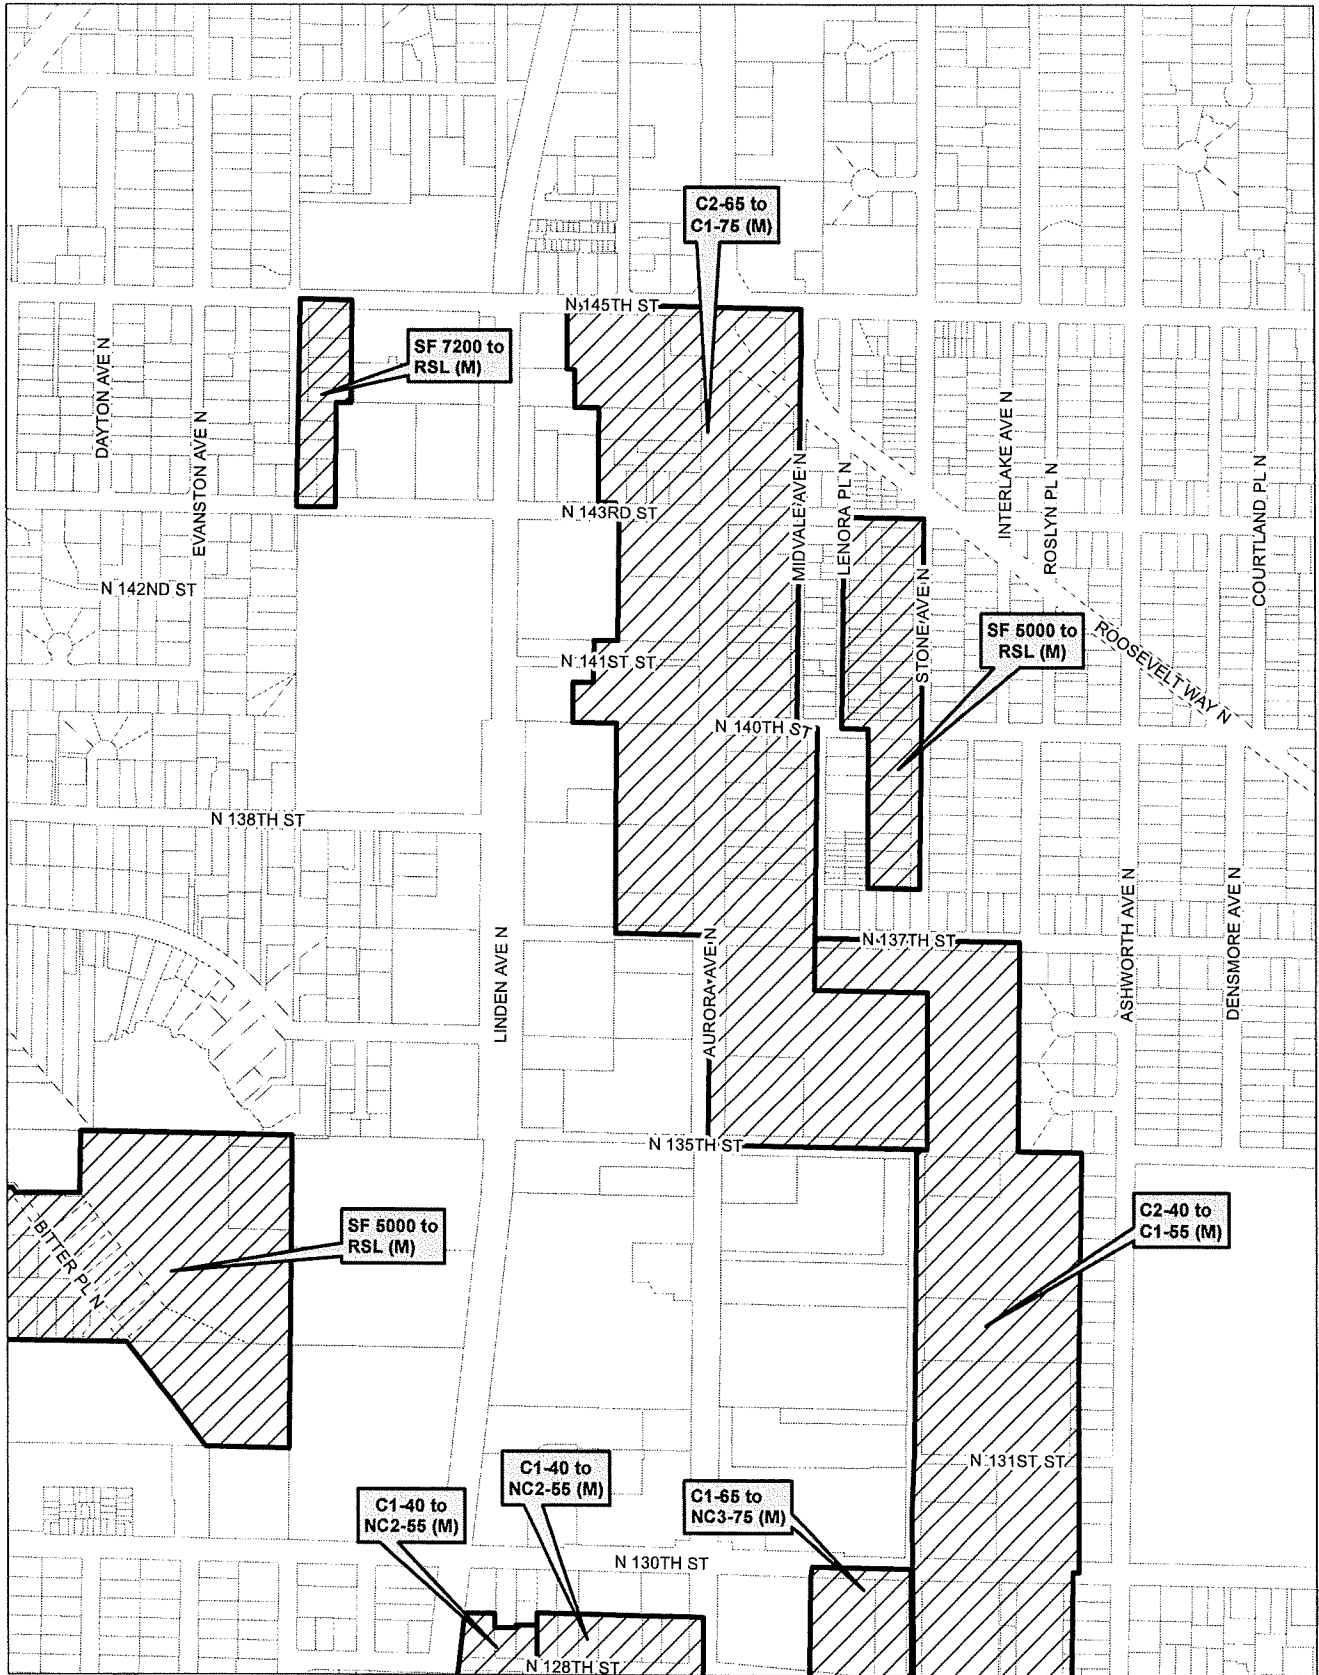 C2-65 to
C1-75 (M)
N 145TH ST
SF 7200 to
RSL (M)
DAYTON AVE N
EVANSTON AVE N
MIDVALE AVE N
LENORA PL N
INTERLAKE AVE N
ROSLYN PL N
COURTLAND PL N
N 143RD ST
N 142ND ST
STONE AVE N
SF 5000 to
RSL (M)
ROOSEVELT WAY N
N 141ST ST
N 140TH ST
N 138TH ST
LINDEN AVE N
AURORA AVE N
N 137TH ST
ASHWORTH AVE N
DENSMORE AVE N
N 135TH ST
BITTER PL N
SF 5000 to
RSL (M)
C2-40 to
C1-55 (M)
N 131ST ST
C1-40 to
NC2-55 (M)
C1-40 to
NC2-55 (M)
C1-65 to
NC3-75 (M)
N 130TH ST
N 128TH ST